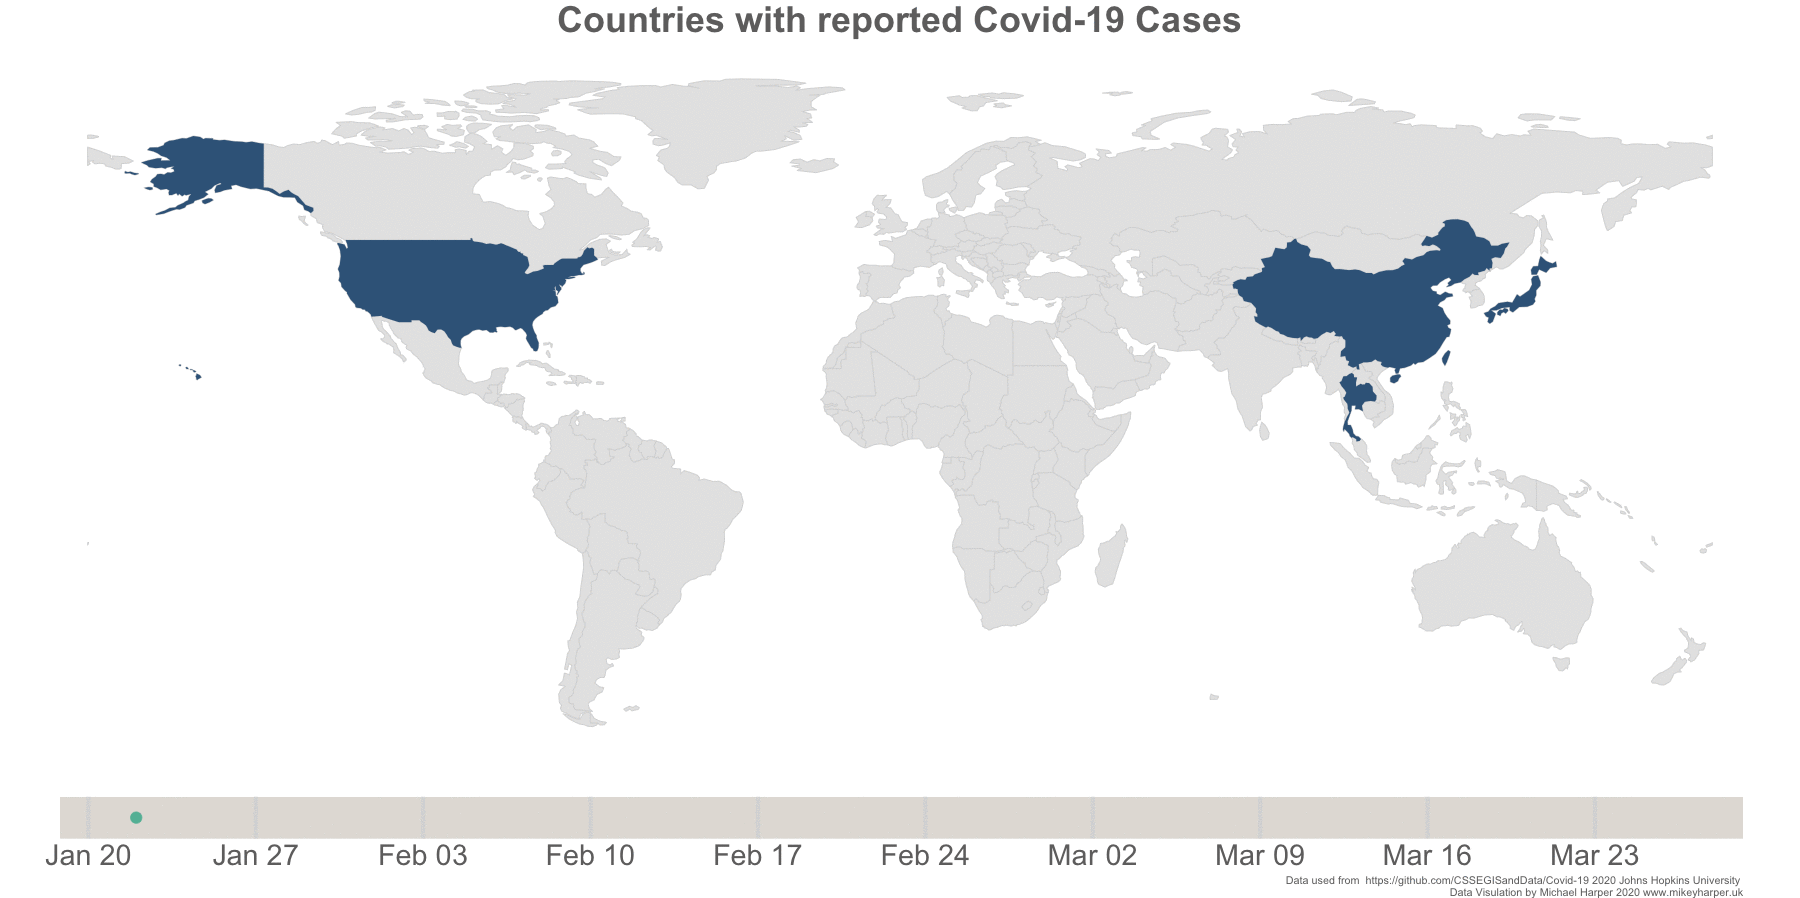 Countries with reported Covid-19 Cases
Jan 20 Jan 27 Feb 03 Feb 10 Feb 17 Feb 24 Mar 02 Mar 09 Mar 16 Mar 23
Data used from https://github.com/CSSEGISandData/Covid-19 2020 Johns Hopkins University
Data Visulation by Michael Harper 2020 www.mikeyharper.uk